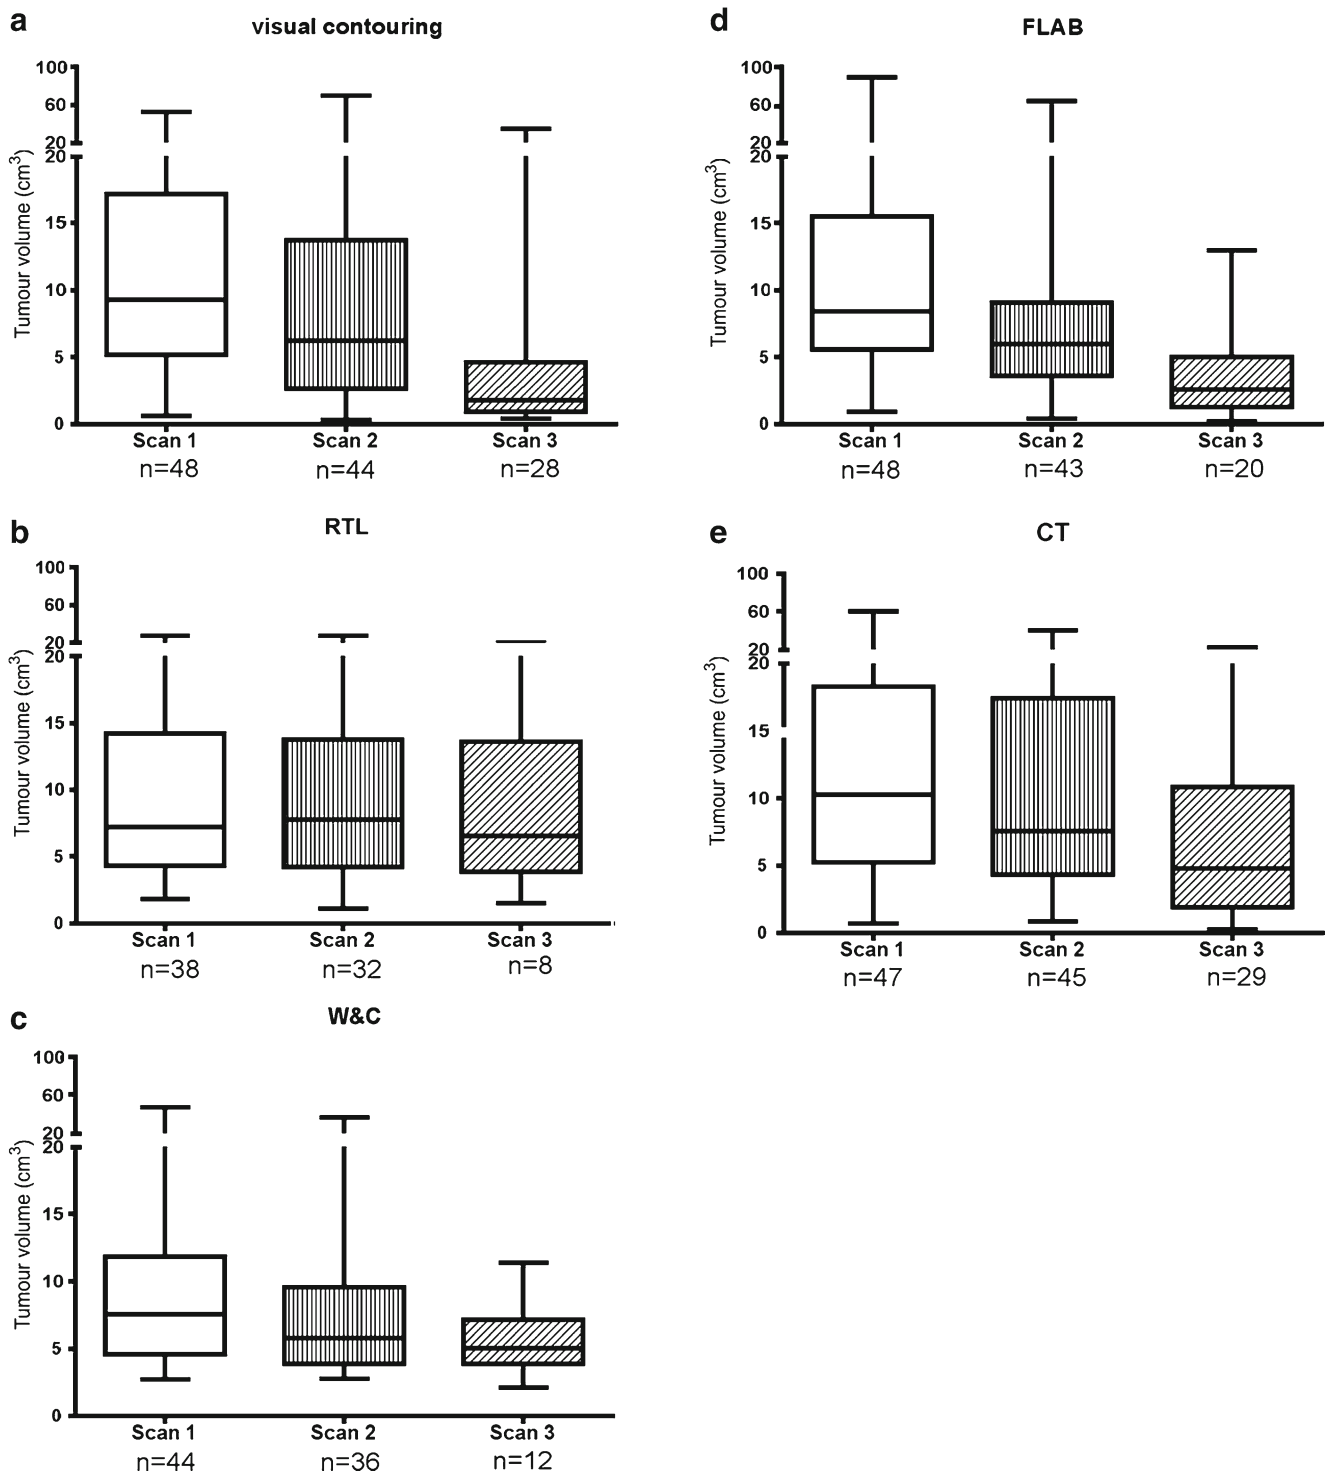 a
visual contouring
100
60
20
20
15
10
5
0
Tumour volume (cm³)
Scan 1 Scan 2 Scan 3
n=48 n=44 n=28
b
RTL
100
60
20
20
15
10
5
0
Tumour volume (cm³)
Scan 1 Scan 2 Scan 3
n=38 n=32 n=8
c
W&C
100
60
20
20
15
10
5
0
Tumour volume (cm³)
Scan 1 Scan 2 Scan 3
n=44 n=36 n=12
d
FLAB
100
60
20
20
15
10
5
0
Tumour volume (cm³)
Scan 1 Scan 2 Scan 3
n=48 n=43 n=20
e
CT
100
60
20
20
15
10
5
0
Tumour volume (cm³)
Scan 1 Scan 2 Scan 3
n=47 n=45 n=29